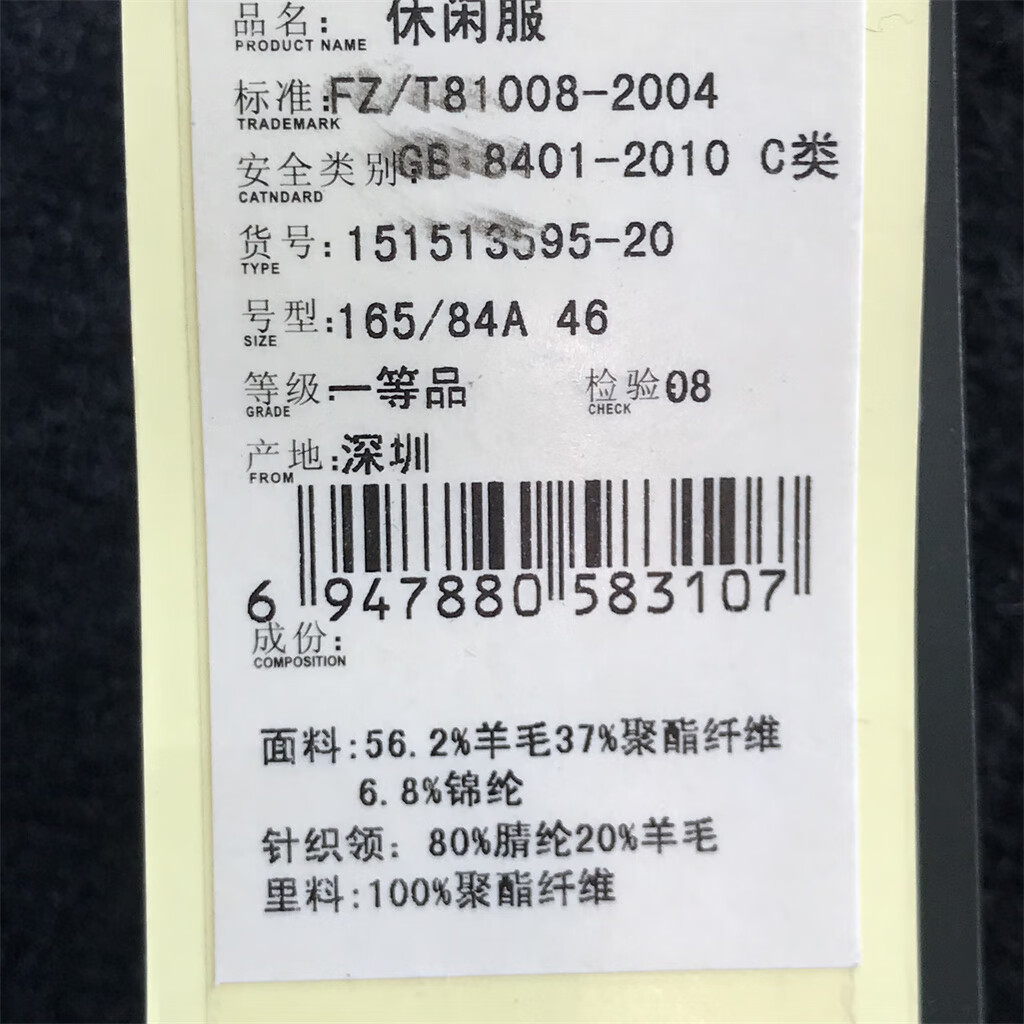 品名: 休闲服
PRODUCT NAME
标准:FZ/T81008-2004
TRADEMARK
安全类别:GB 8401-2010 C类
CATNDARD
货号:151513595-20
TYPE
号型:165/84A 46
SIZE
等级:一等品 检验:08
GRADE CHECK
产地:深圳
FROM
6 947880 583107
成份:
COMPOSITION
面料:56.2%羊毛37%聚酯纤维
6.8%锦纶
针织领: 80%腈纶20%羊毛
里料:100%聚酯纤维